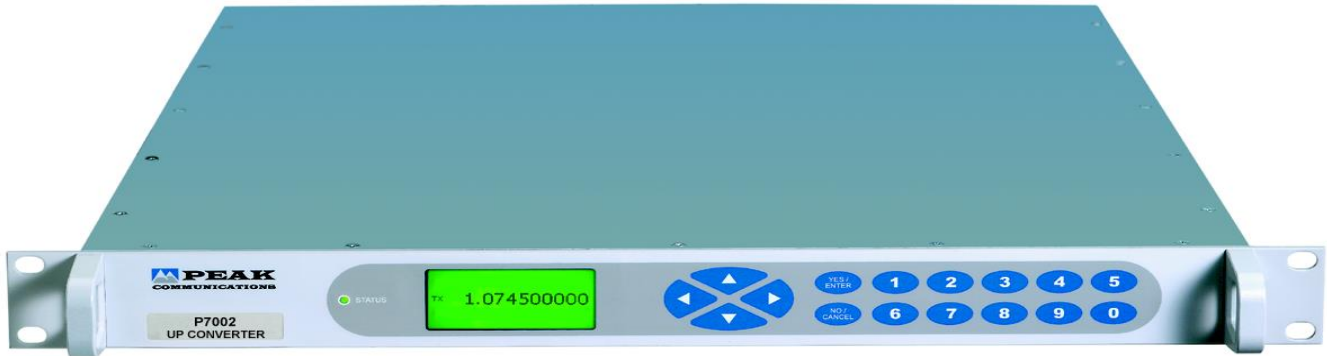 PEAK
COMMUNICATIONS
P7002
UP CONVERTER
STATUS
TX 1.074500000
YES /
ENTER
1 2 3 4 5
NO /
CANCEL
6 7 8 9 0